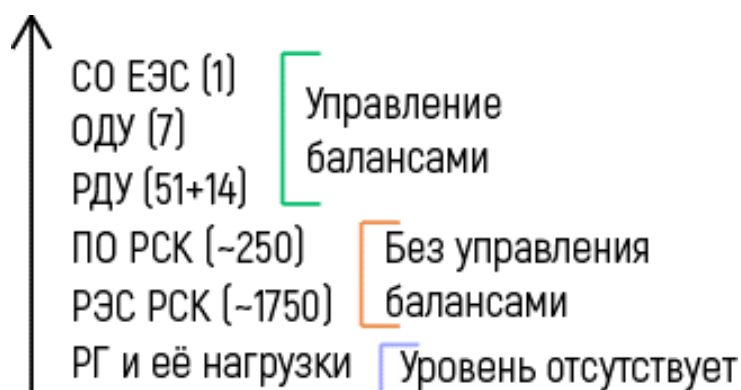 СО ЕЭС (1)
ОДУ (7)
РДУ (51+14)
Управление
балансами
ПО РСК (~250)
РЭС РСК (~1750)
Без управления
балансами
РГ и её нагрузки
Уровень отсутствует